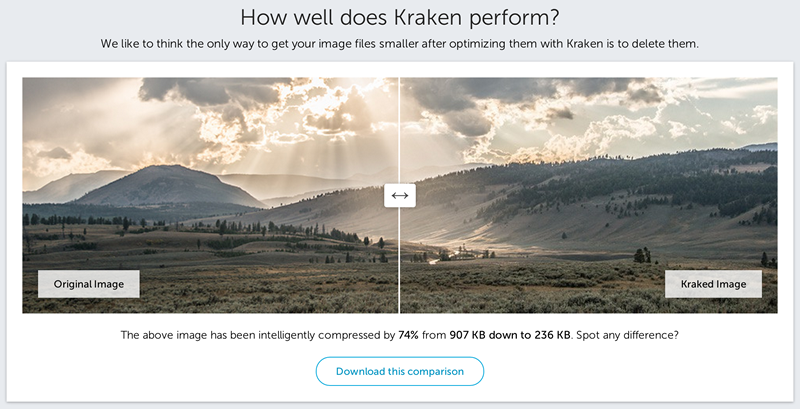 How well does Kraken perform?
We like to think the only way to get your image files smaller after optimizing them with Kraken is to delete them.
Original Image
Kraked Image
The above image has been intelligently compressed by 74% from 907 KB down to 236 KB. Spot any difference?
Download this comparison